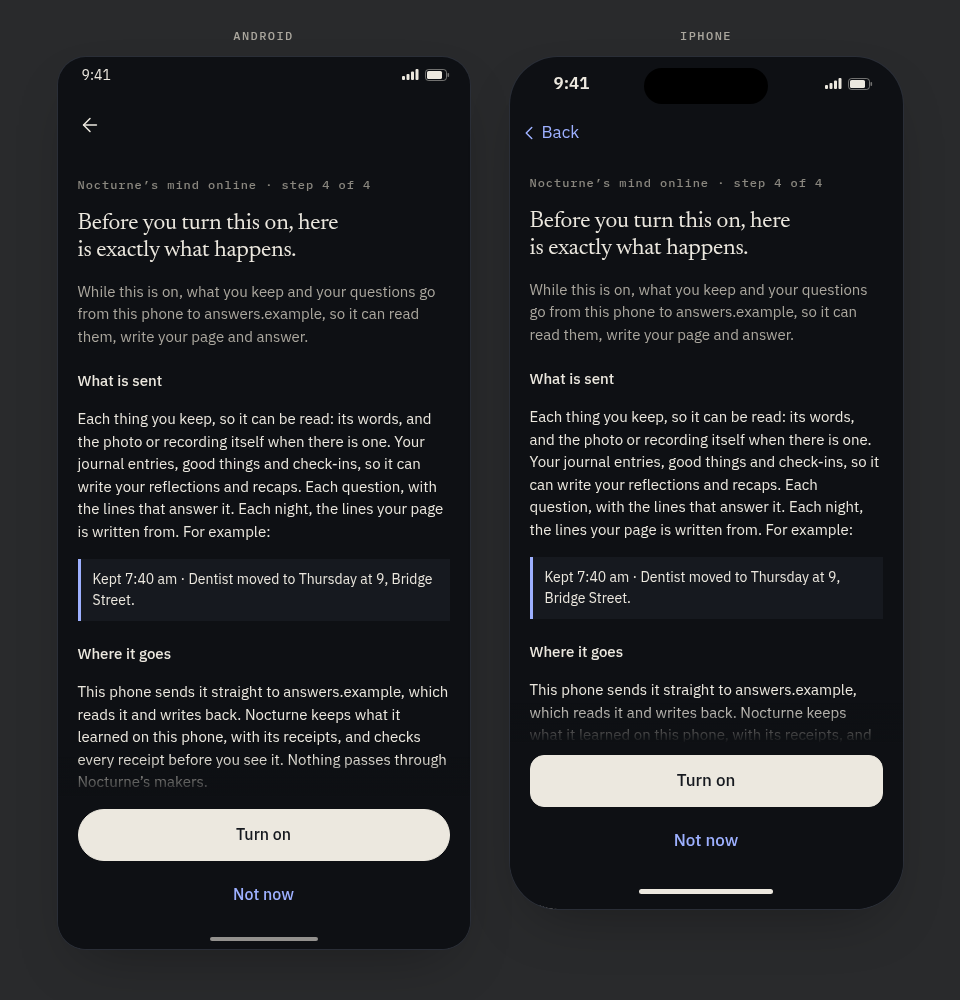 ANDROID
9:41
Nocturne’s mind online · step 4 of 4
Before you turn this on, here
is exactly what happens.
While this is on, what you keep and your questions go
from this phone to answers.example, so it can read
them, write your page and answer.
What is sent
Each thing you keep, so it can be read: its words, and
the photo or recording itself when there is one. Your
journal entries, good things and check-ins, so it can
write your reflections and recaps. Each question, with
the lines that answer it. Each night, the lines your page
is written from. For example:
Kept 7:40 am · Dentist moved to Thursday at 9, Bridge
Street.
Where it goes
This phone sends it straight to answers.example, which
reads it and writes back. Nocturne keeps what it
learned on this phone, with its receipts, and checks
every receipt before you see it. Nothing passes through
Nocturne’s makers.
Turn on
Not now
IPHONE
9:41
Back
Nocturne’s mind online · step 4 of 4
Before you turn this on, here
is exactly what happens.
While this is on, what you keep and your questions
go from this phone to answers.example, so it can
read them, write your page and answer.
What is sent
Each thing you keep, so it can be read: its words,
and the photo or recording itself when there is one.
Your journal entries, good things and check-ins, so it
can write your reflections and recaps. Each
question, with the lines that answer it. Each night,
the lines your page is written from. For example:
Kept 7:40 am · Dentist moved to Thursday at 9,
Bridge Street.
Where it goes
This phone sends it straight to answers.example,
which reads it and writes back. Nocturne keeps
what it learned on this phone, with its receipts, and
Turn on
Not now